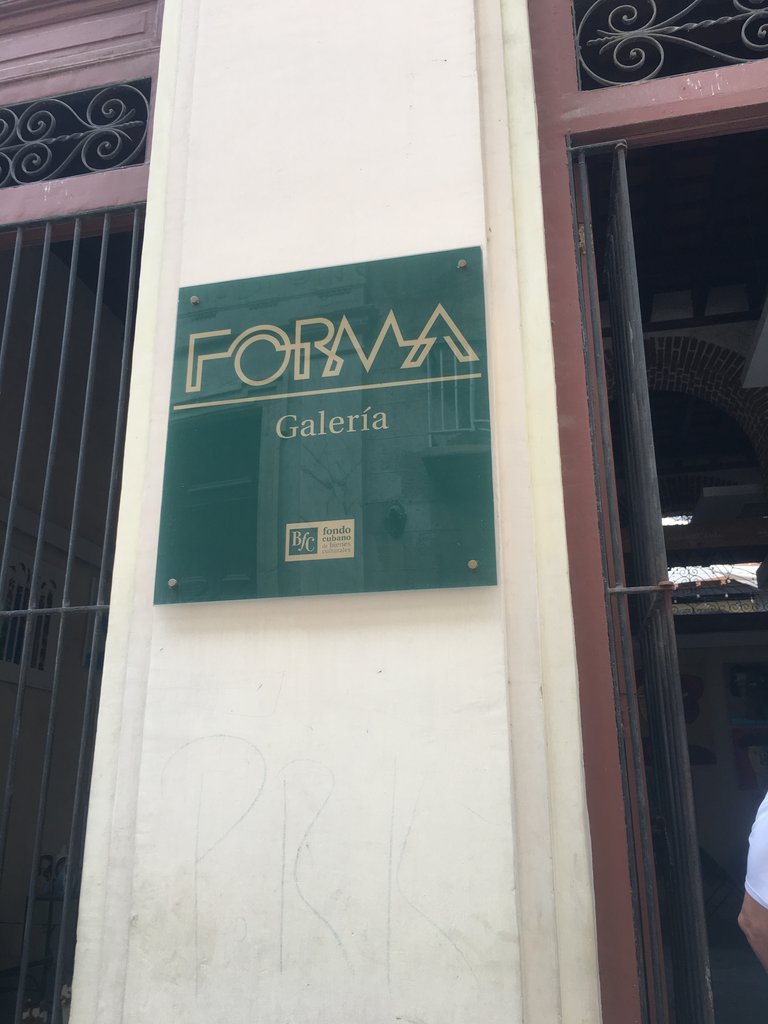 FORMA
Galería
BfC
fondo
cubano
de bienes
culturales